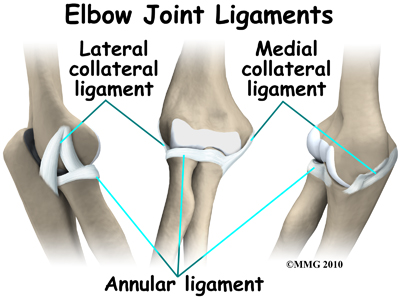 Elbow Joint Ligaments
Lateral
collateral
ligament
Medial
collateral
ligament
©MMG 2010
Annular ligament